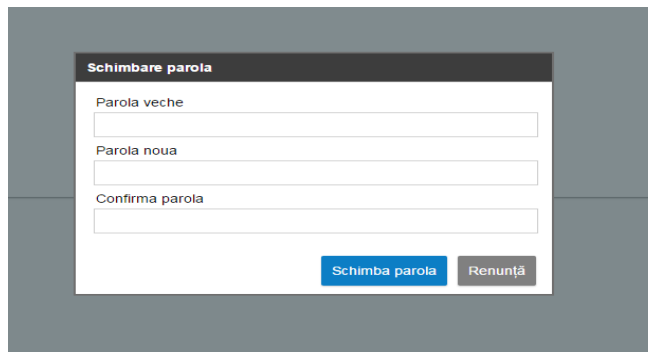 Schimbare parola
Parola veche
Parola noua
Confirma parola
Schimba parola Renunță